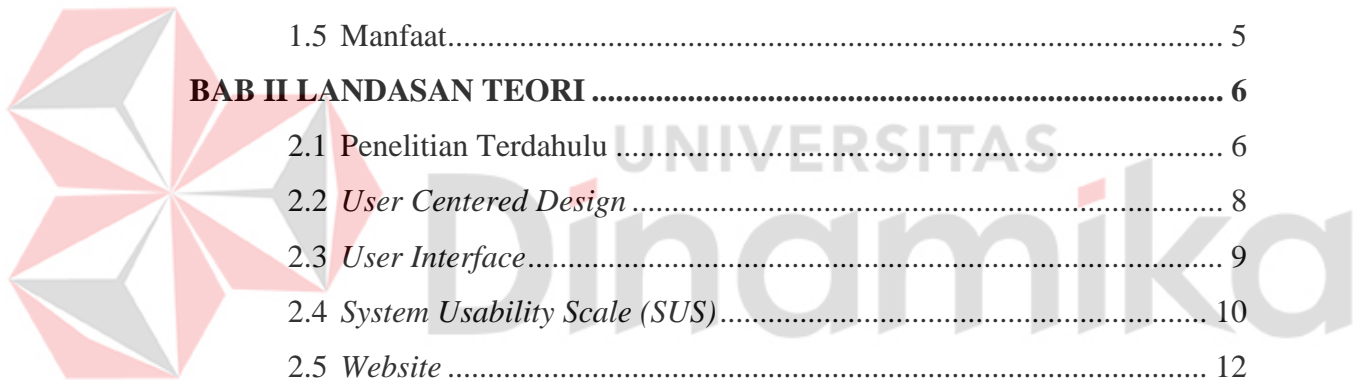 1.5 Manfaat.......................................................................................................... 5
BAB II LANDASAN TEORI ................................................................................... 6
2.1 Penelitian Terdahulu ................................................................................... 6
2.2 User Centered Design ................................................................................. 8
2.3 User Interface.............................................................................................. 9
2.4 System Usability Scale (SUS)..................................................................... 10
2.5 Website ..................................................................................................... 12
UNIVERSITAS
Dinamika